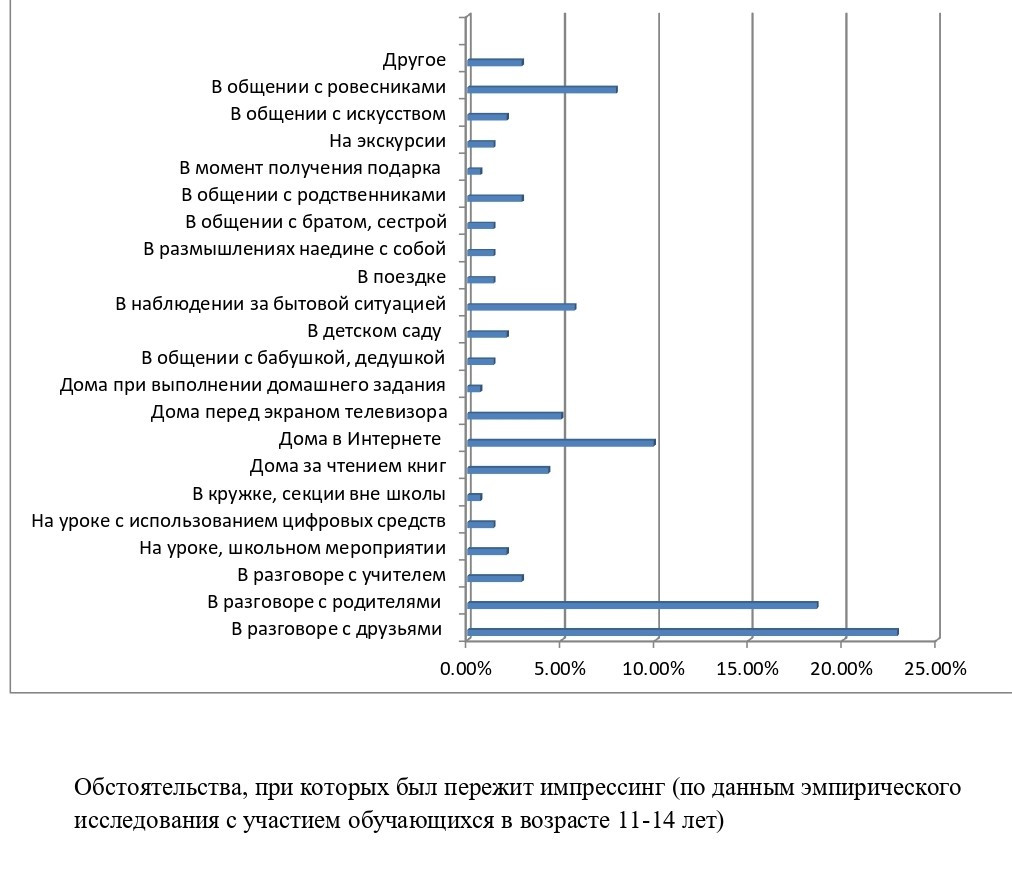 Другое
В общении с ровесниками
В общении с искусством
На экскурсии
В момент получения подарка
В общении с родственниками
В общении с братом, сестрой
В размышлениях наедине с собой
В поездке
В наблюдении за бытовой ситуацией
В детском саду
В общении с бабушкой, дедушкой
Дома при выполнении домашнего задания
Дома перед экраном телевизора
Дома в Интернете
Дома за чтением книг
В кружке, секции вне школы
На уроке с использованием цифровых средств
На уроке, школьном мероприятии
В разговоре с учителем
В разговоре с родителями
В разговоре с друзьями
0.00% 5.00% 10.00% 15.00% 20.00% 25.00%
Обстоятельства, при которых был пережит импрессинг (по данным эмпирического
исследования с участием обучающихся в возрасте 11-14 лет)